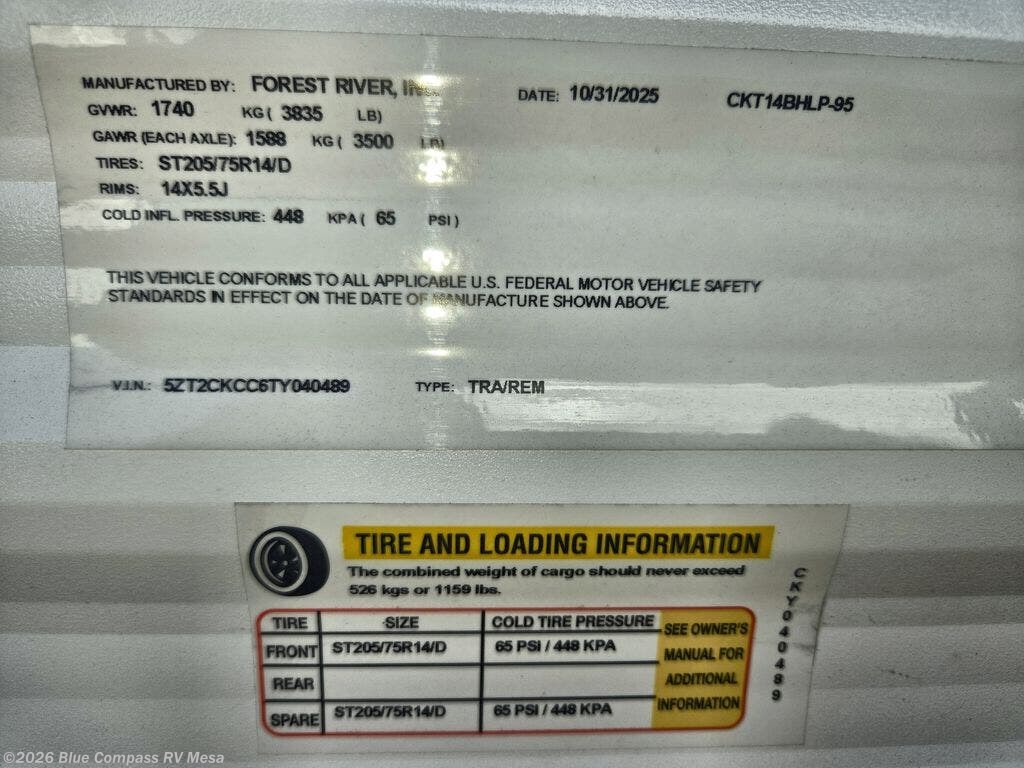 MANUFACTURED BY: FOREST RIVER, DATE: 10/31/2025 CKT14BHLP-95
GVWR: 1740 KG ( 3835 LB)
GAWR (EACH AXLE): 1588 KG ( 3500 LB)
TIRES: ST205/75R14/D
RIMS: 14X5.5J
COLD INFL. PRESSURE: 448 KPA ( 65 PSI )
THIS VEHICLE CONFORMS TO ALL APPLICABLE U.S. FEDERAL MOTOR VEHICLE SAFETY
STANDARDS IN EFFECT ON THE DATE OF MANUFACTURE SHOWN ABOVE.
V.I.N.: 5ZT2CKCC6TY040489 TYPE: TRA/REM
TIRE AND LOADING INFORMATION
The combined weight of cargo should never exceed
526 kgs or 1159 lbs.
TIRE SIZE COLD TIRE PRESSURE
FRONT ST205/75R14/D 65 PSI / 448 KPA
REAR
SPARE ST205/75R14/D 65 PSI / 448 KPA
SEE OWNER'S
MANUAL FOR
ADDITIONAL
INFORMATION
CKY040489
©2026 Blue Compass RV Mesa